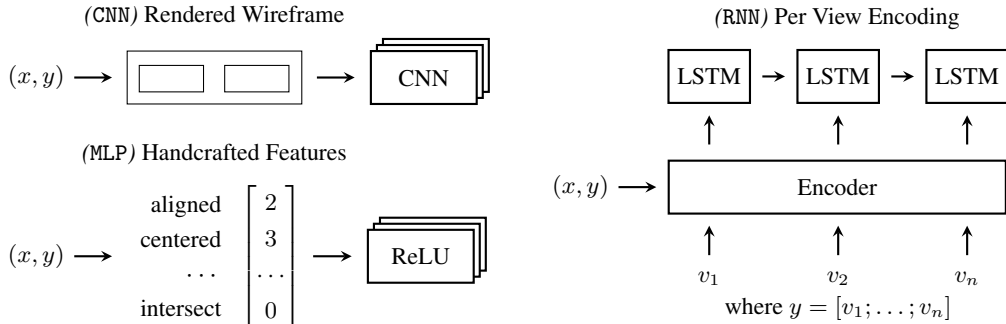 (CNN) Rendered Wireframe
(x, y)
CNN
(MLP) Handcrafted Features
(x, y)
aligned 2
centered 3
... ...
intersect 0
ReLU
(RNN) Per View Encoding
LSTM LSTM LSTM
(x, y)
Encoder
v₁ v₂ vₙ
where y = [v₁; . . . ; vₙ]